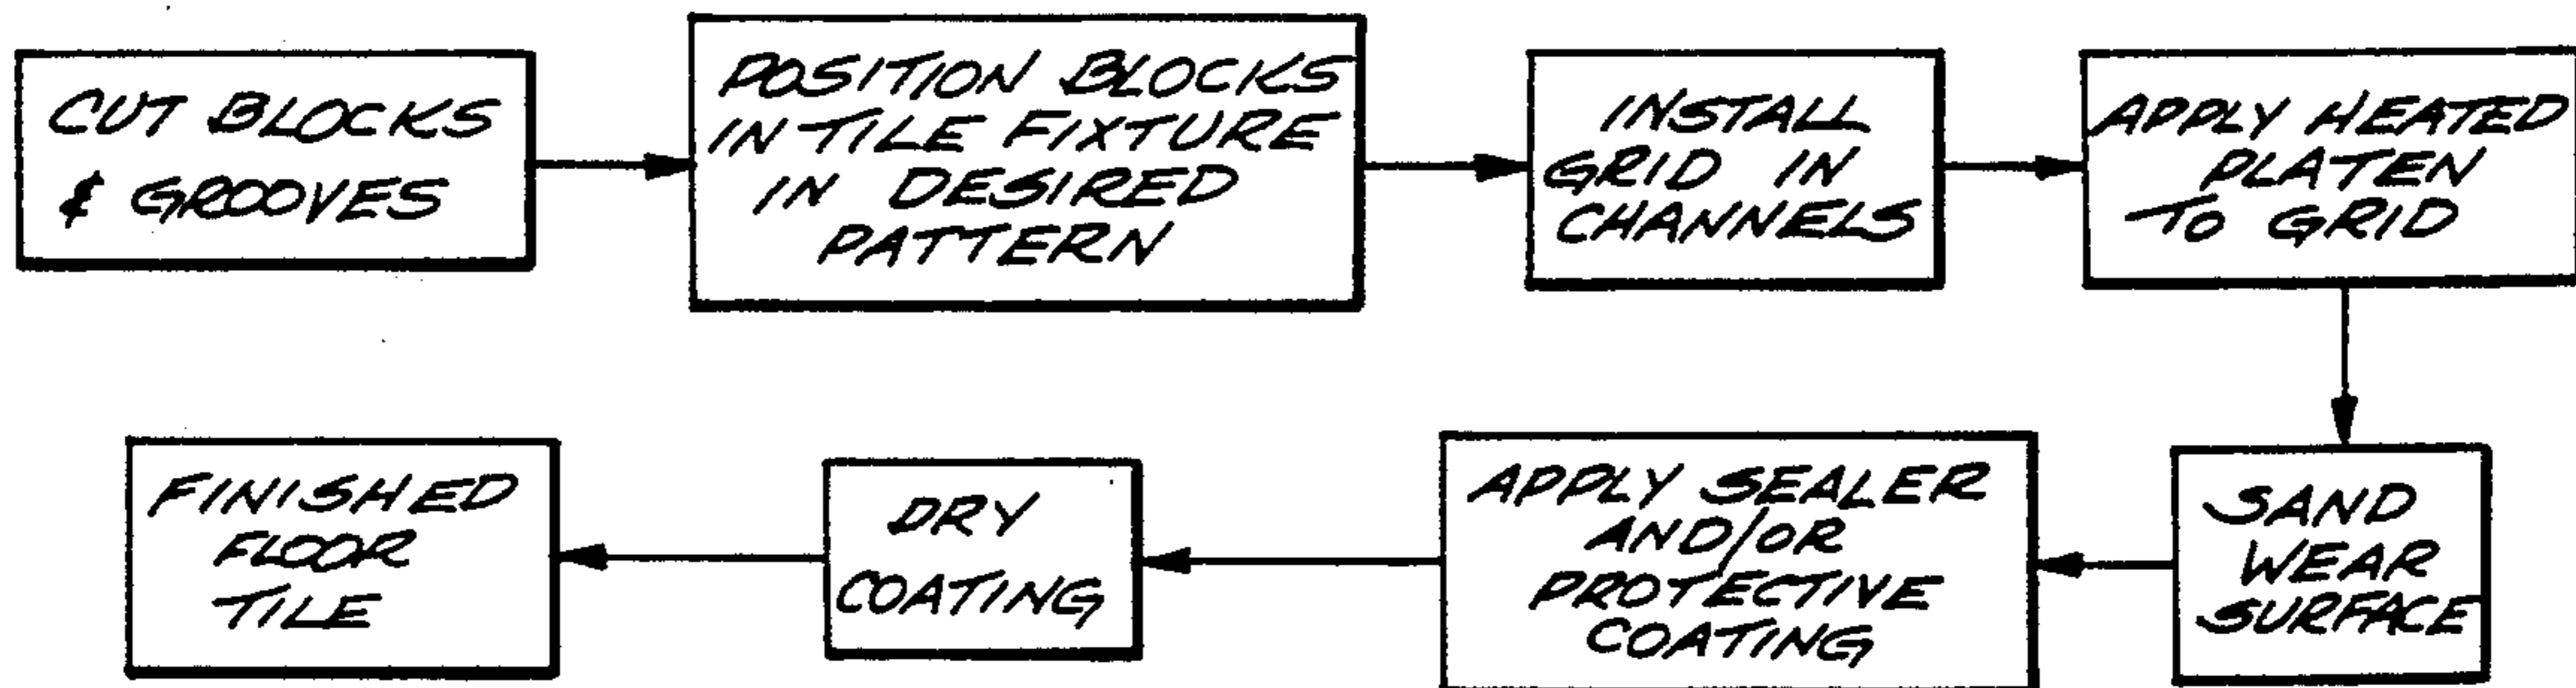 CUT BLOCKS
& GROOVES
POSITION BLOCKS
IN TILE FIXTURE
IN DESIRED
PATTERN
INSTALL
GRID IN
CHANNELS
APPLY HEATED
PLATEN
TO GRID
SAND
WEAR
SURFACE
APPLY SEALER
AND/OR
PROTECTIVE
COATING
DRY
COATING
FINISHED
FLOOR
TILE